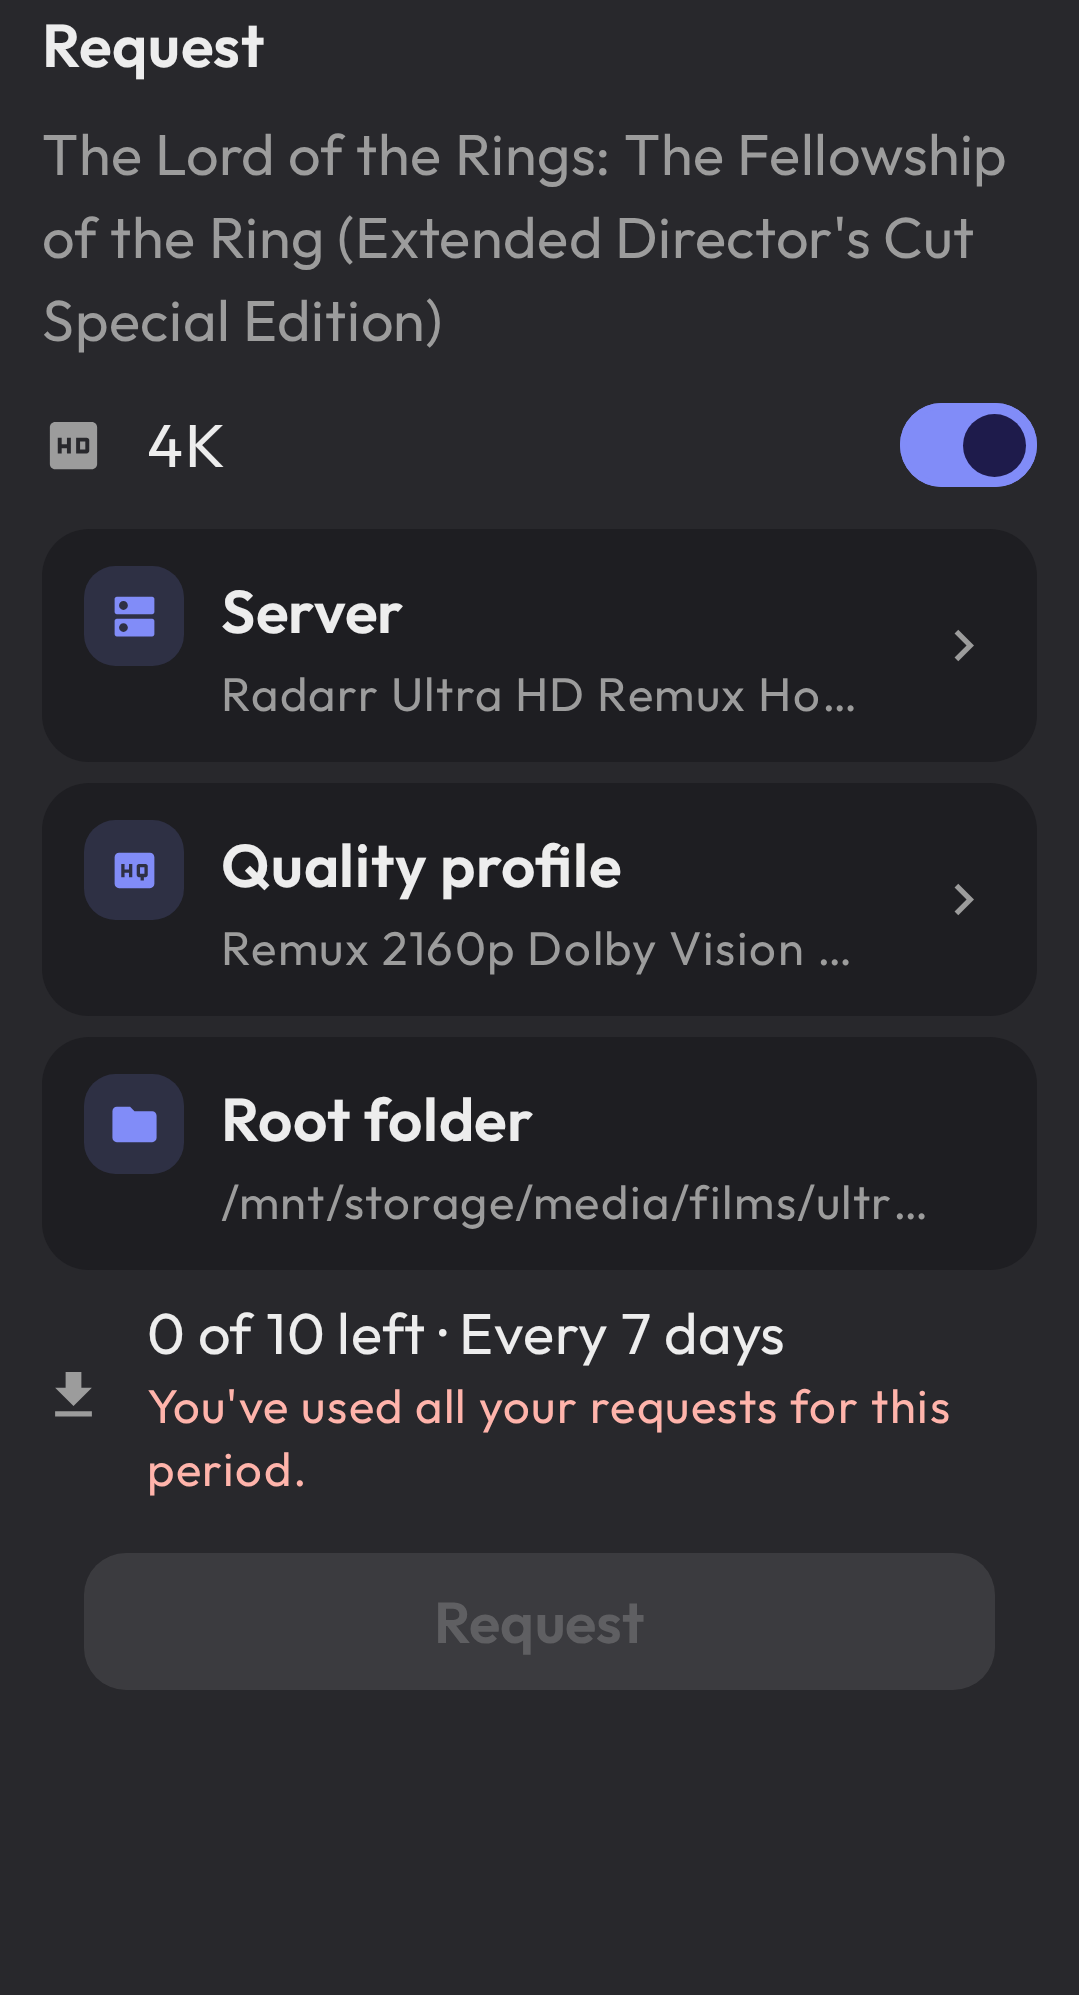 Request
The Lord of the Rings: The Fellowship
of the Ring (Extended Director's Cut
Special Edition)
HD 4K
Server
Radarr Ultra HD Remux Ho...
HQ Quality profile
Remux 2160p Dolby Vision ...
Root folder
/mnt/storage/media/films/ultr...
0 of 10 left · Every 7 days
You've used all your requests for this
period.
Request